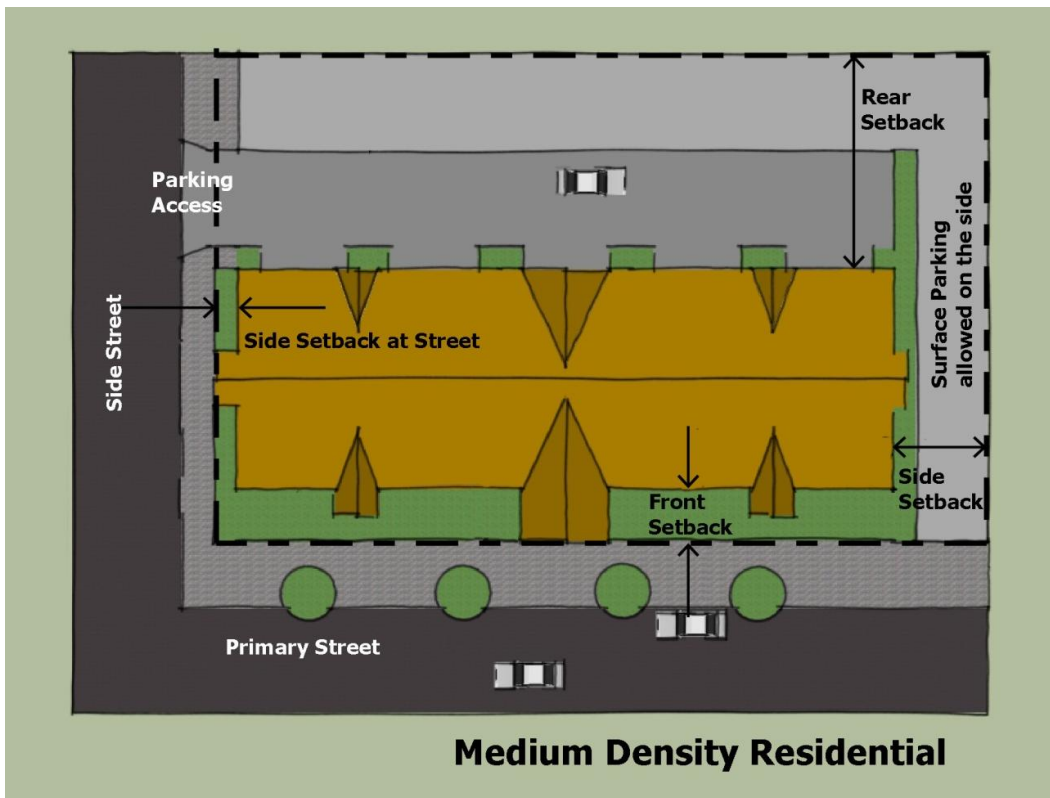 Rear
Setback
Parking
Access
Surface Parking
allowed on the side
Side Street
Side Setback at Street
Side
Setback
Front
Setback
Primary Street
Medium Density Residential